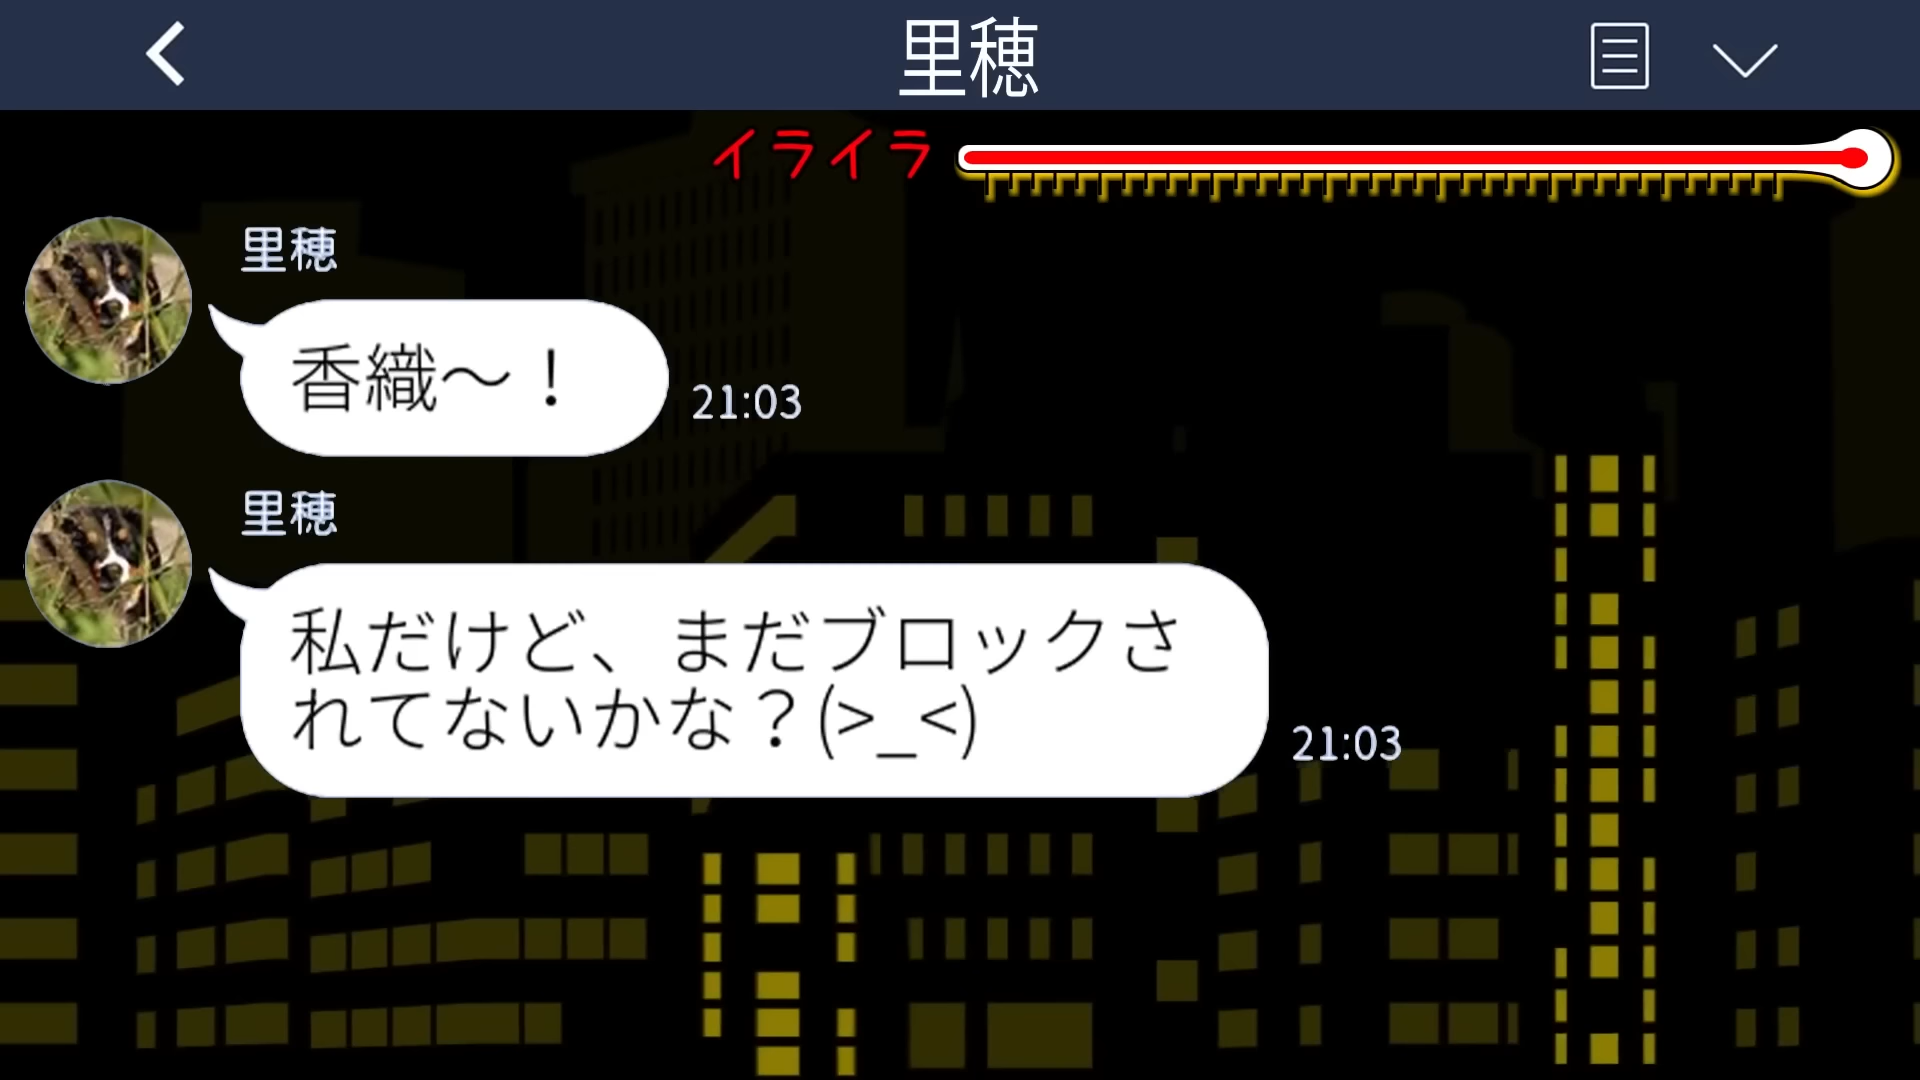 里穂
イライラ
里穂
香織～！
21:03
里穂
私だけど、まだブロックさ
れてないかな？(>_<)
21:03